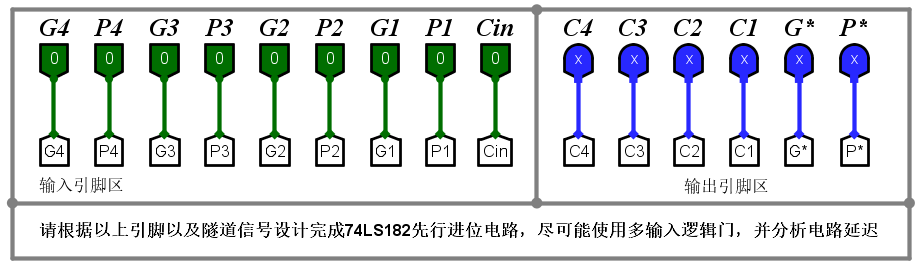 G4 P4 G3 P3 G2 P2 G1 P1 Cin C4 C3 C2 C1 G* P*
0 0 0 0 0 0 0 0 0 x x x x x x
G4 P4 G3 P3 G2 P2 G1 P1 Cin C4 C3 C2 C1 G* P*
输入引脚区 输出引脚区
请根据以上引脚以及隧道信号设计完成74LS182先行进位电路，尽可能使用多输入逻辑门，并分析电路延迟